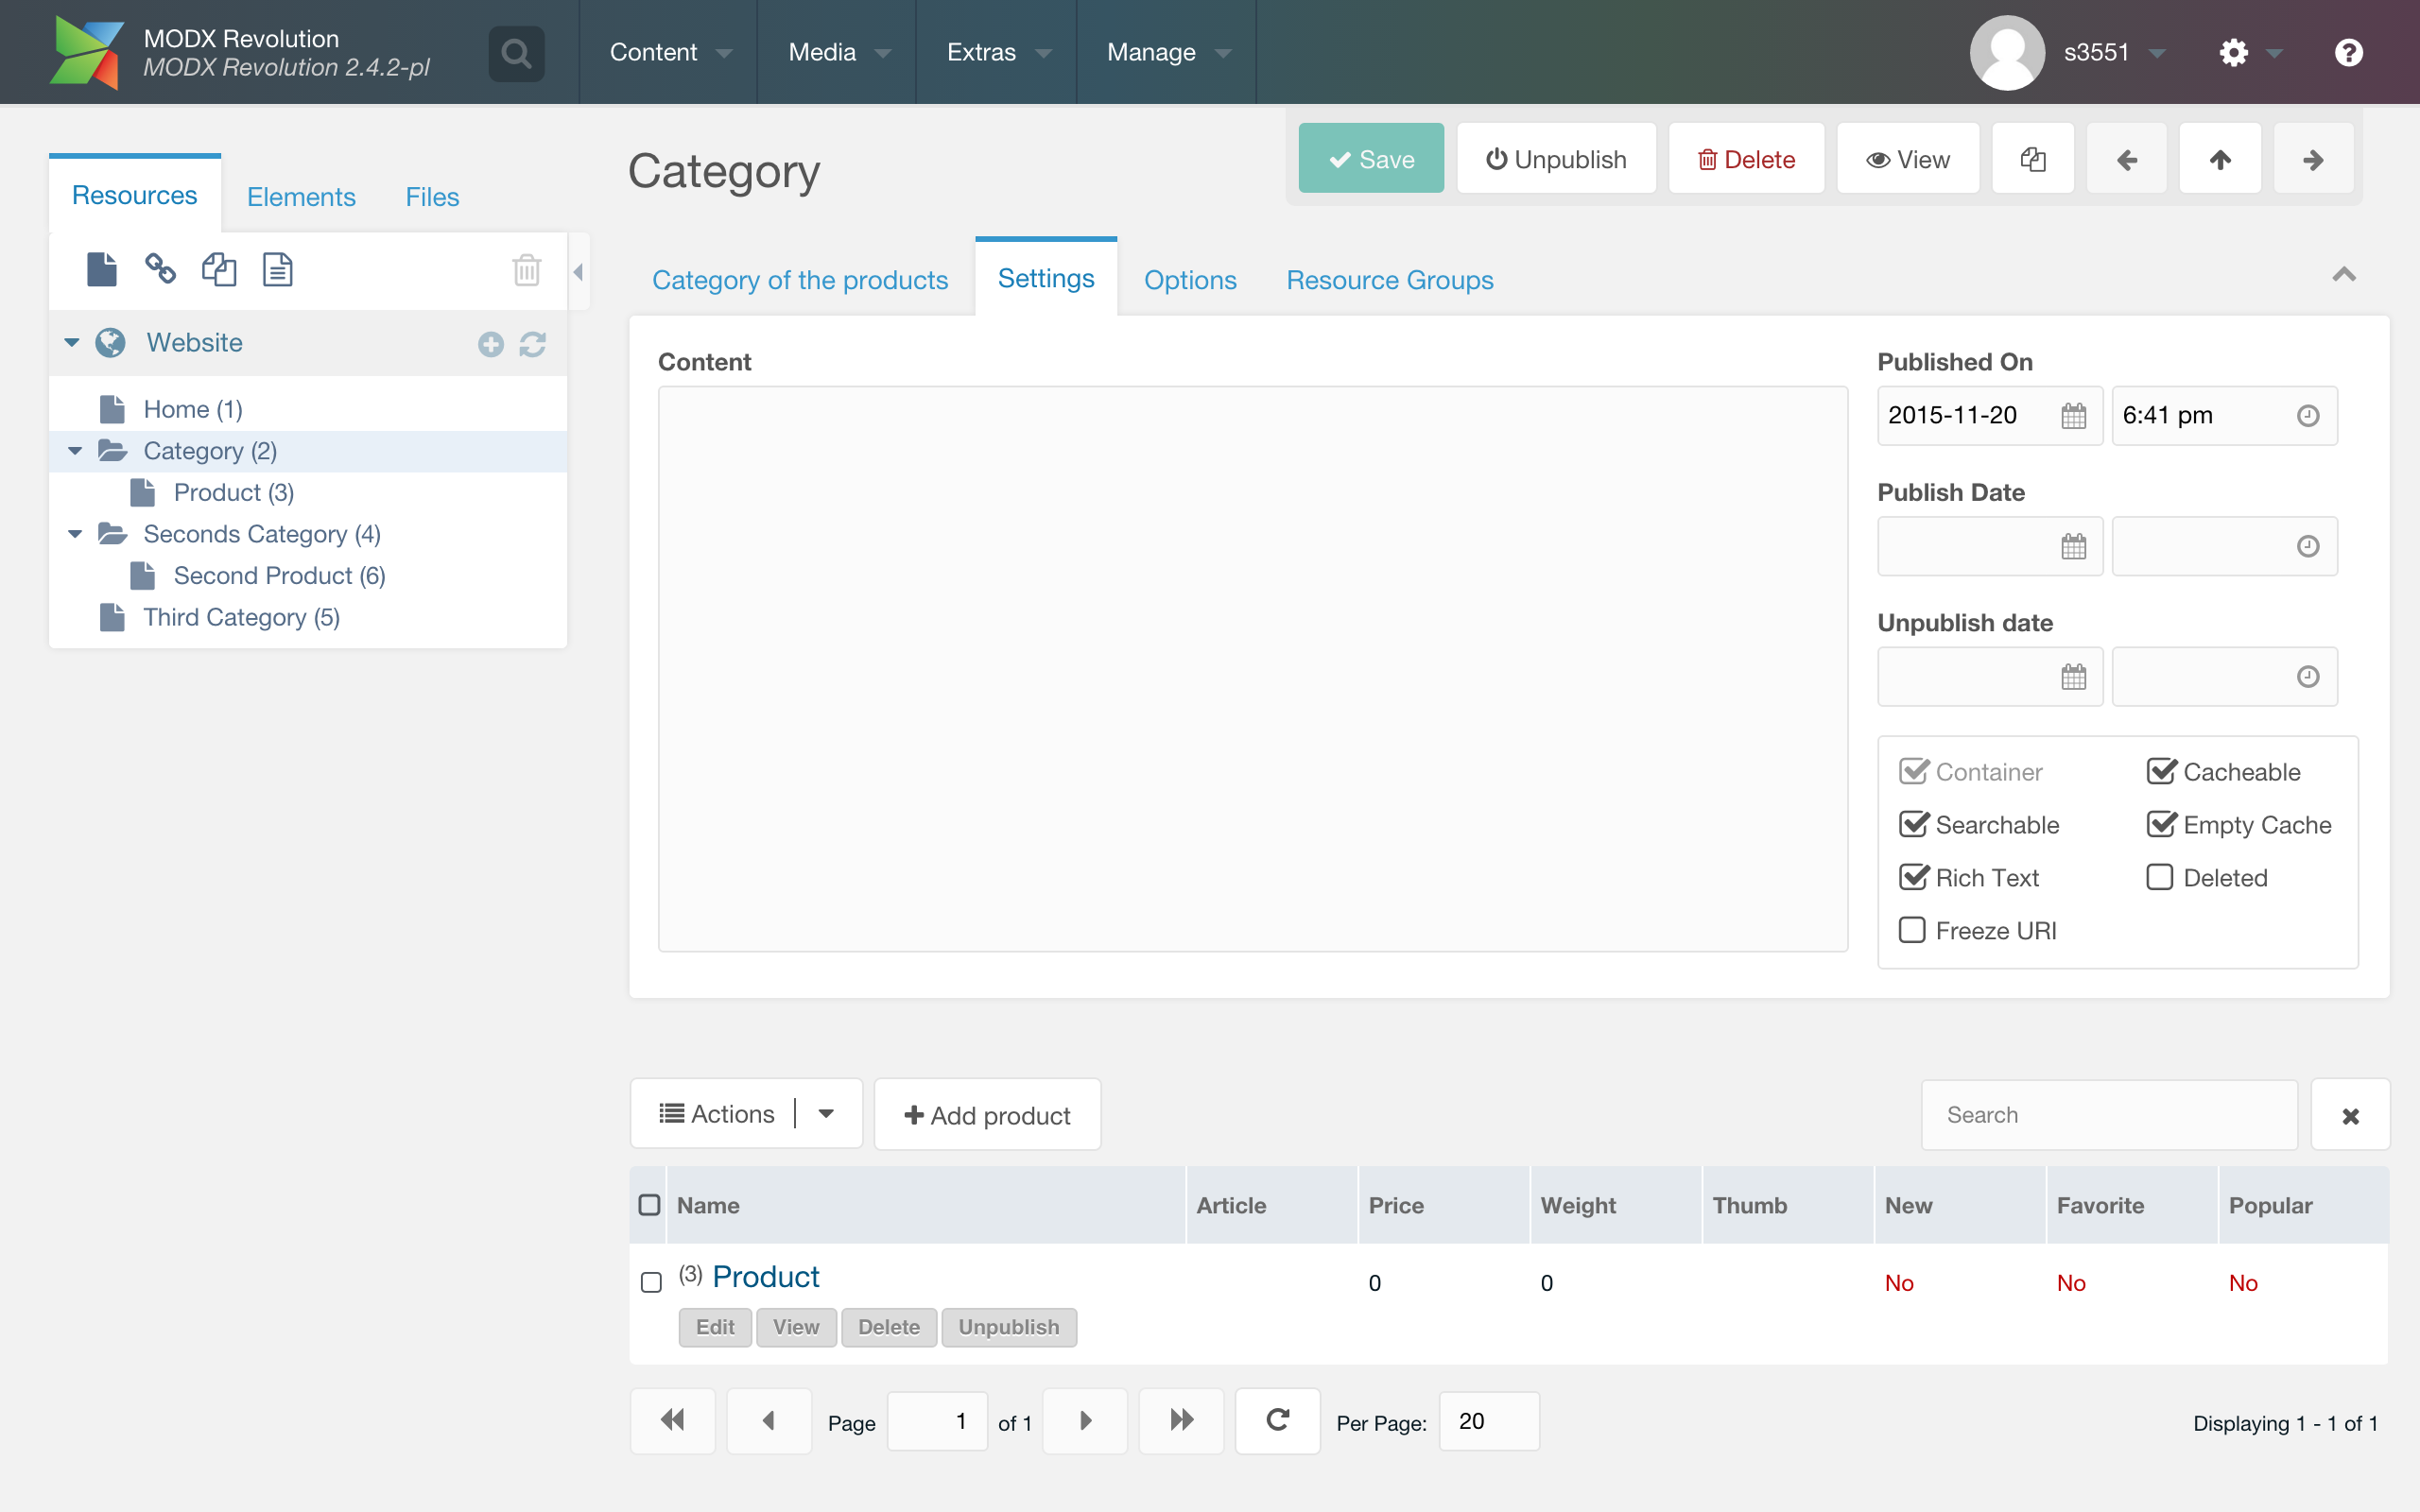 MODX Revolution
MODX Revolution 2.4.2-pl
Content
Media
Extras
Manage
s3551
Resources
Elements
Files
Website
Home (1)
Category (2)
Product (3)
Seconds Category (4)
Second Product (6)
Third Category (5)
Category
Save
Unpublish
Delete
View
Category of the products
Settings
Options
Resource Groups
Content
Published On
2015-11-20
6:41 pm
Publish Date
Unpublish date
Container
Cacheable
Searchable
Empty Cache
Rich Text
Deleted
Freeze URI
Actions
Add product
Search
Name
Article
Price
Weight
Thumb
New
Favorite
Popular
(3) Product
0
0
No
No
No
Edit
View
Delete
Unpublish
Page
1
of 1
Per Page:
20
Displaying 1 - 1 of 1